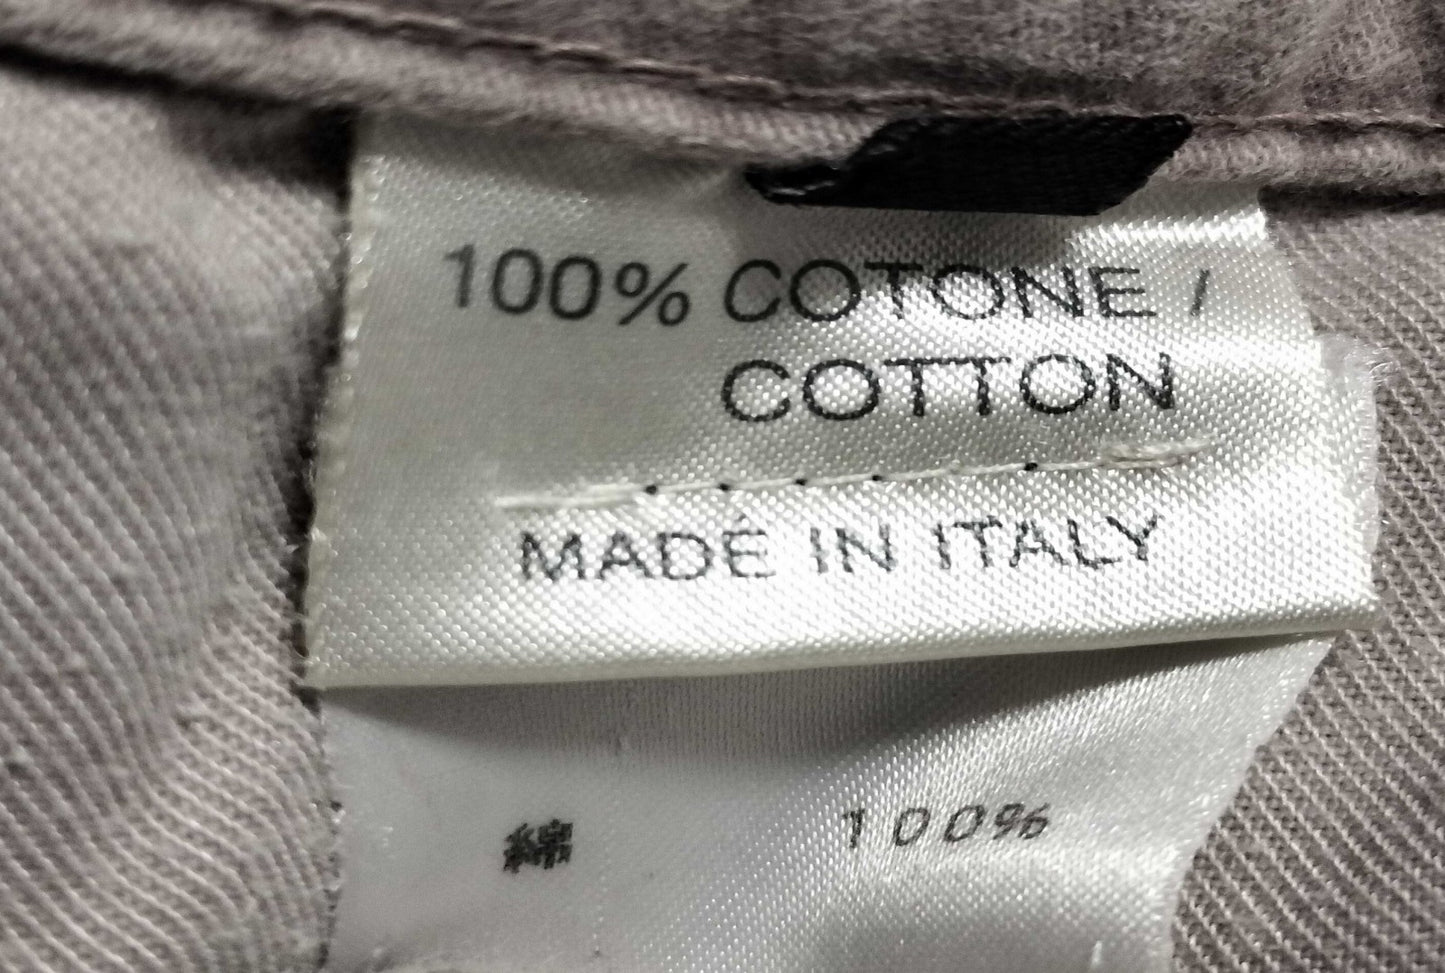 100% COTONE /
COTTON
MADE IN ITALY
綿 100%